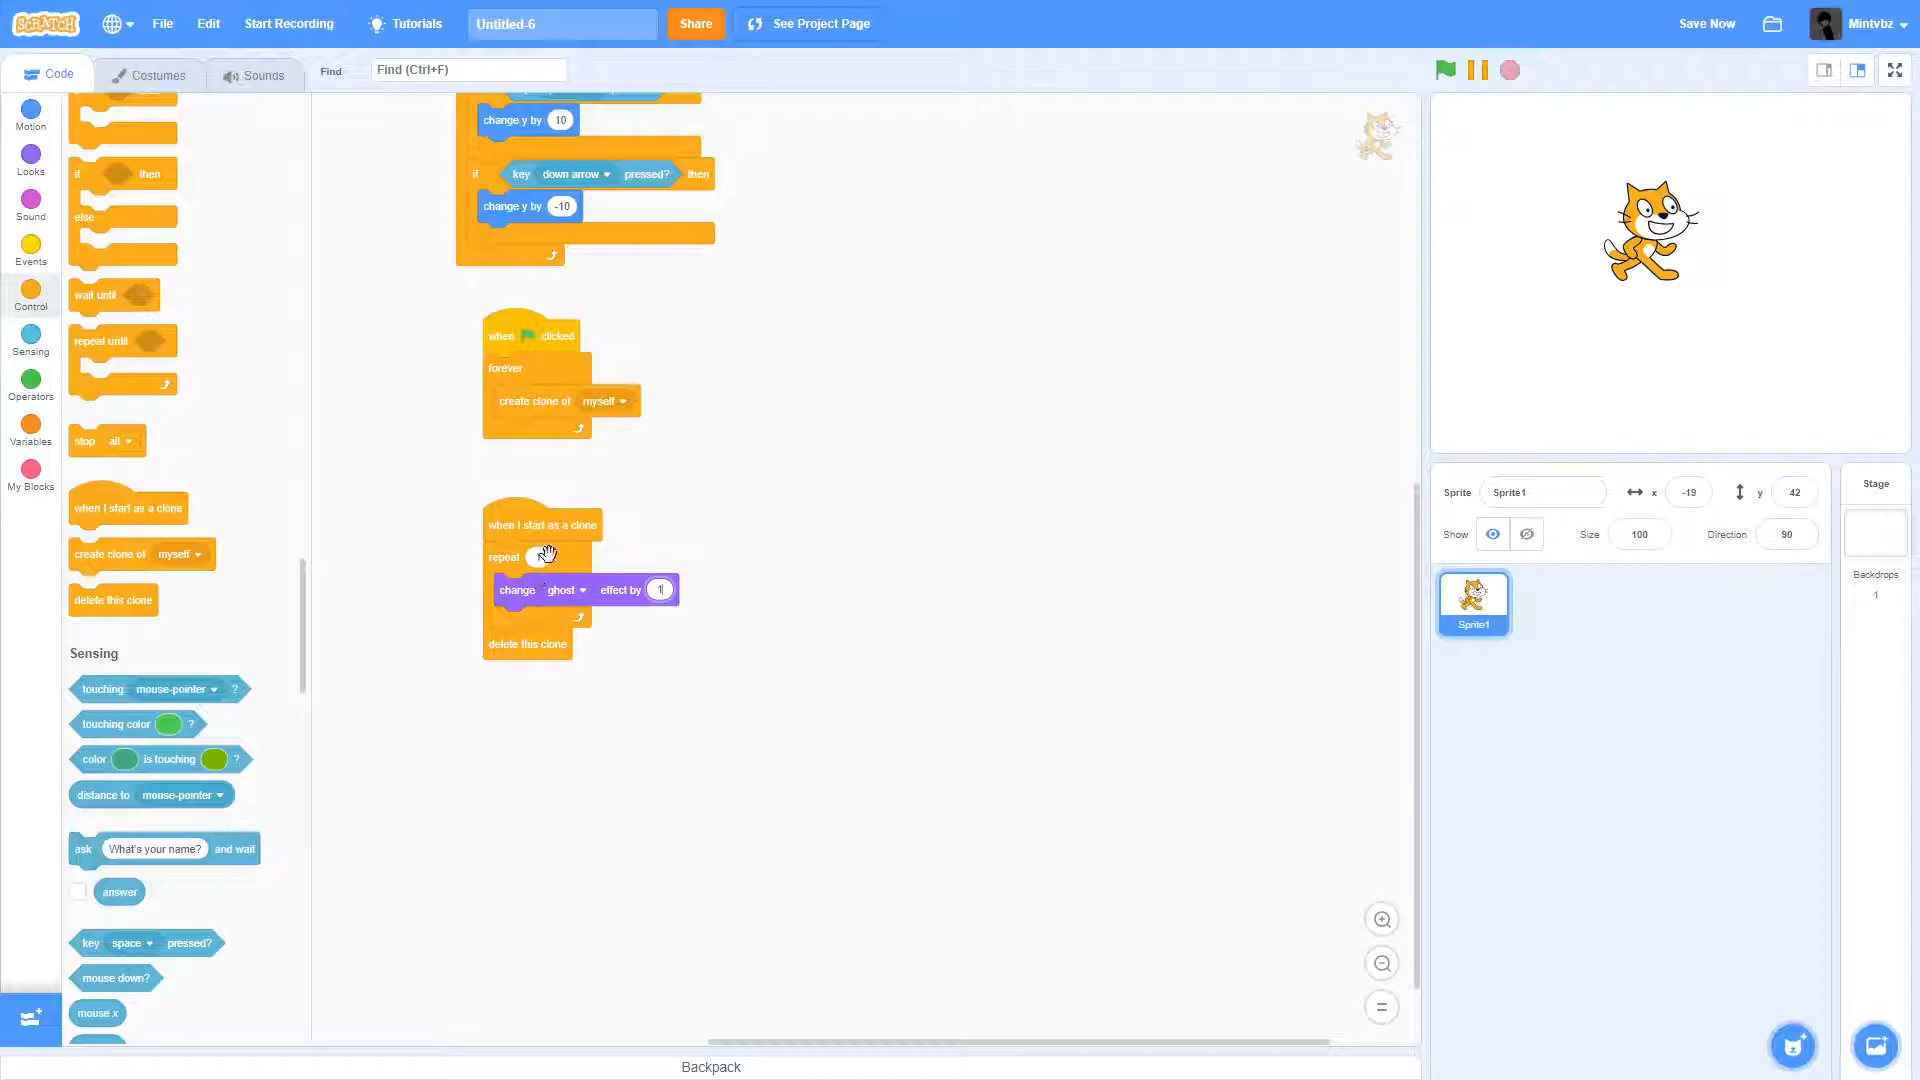 SCRATCH File Edit Start Recording Tutorials Untitled-6 Share See Project Page Save Now Mintvbz
Code Costumes Sounds Find Find (Ctrl+F)
Motion
Looks
Sound
Events
Control
Sensing
Operators
Variables
My Blocks
if then
else
wait until
repeat until
stop all
when I start as a clone
create clone of myself
delete this clone
Sensing
touching mouse-pointer ?
touching color ?
color is touching ?
distance to mouse-pointer
ask What's your name? and wait
answer
key space pressed?
mouse down?
mouse x
change y by 10
if key down arrow pressed? then
change y by -10
when clicked
forever
create clone of myself
when I start as a clone
repeat
change ghost effect by 1
delete this clone
Sprite Sprite1 x -19 y 42
Show Size 100 Direction 90
Sprite1
Stage
Backdrops
1
Backpack